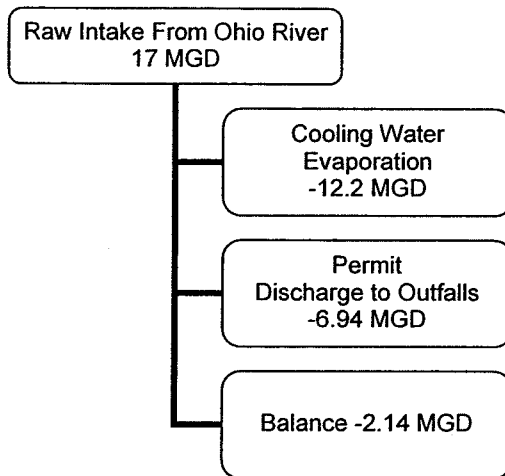 Raw Intake From Ohio River
17 MGD
Cooling Water
Evaporation
-12.2 MGD
Permit
Discharge to Outfalls
-6.94 MGD
Balance -2.14 MGD